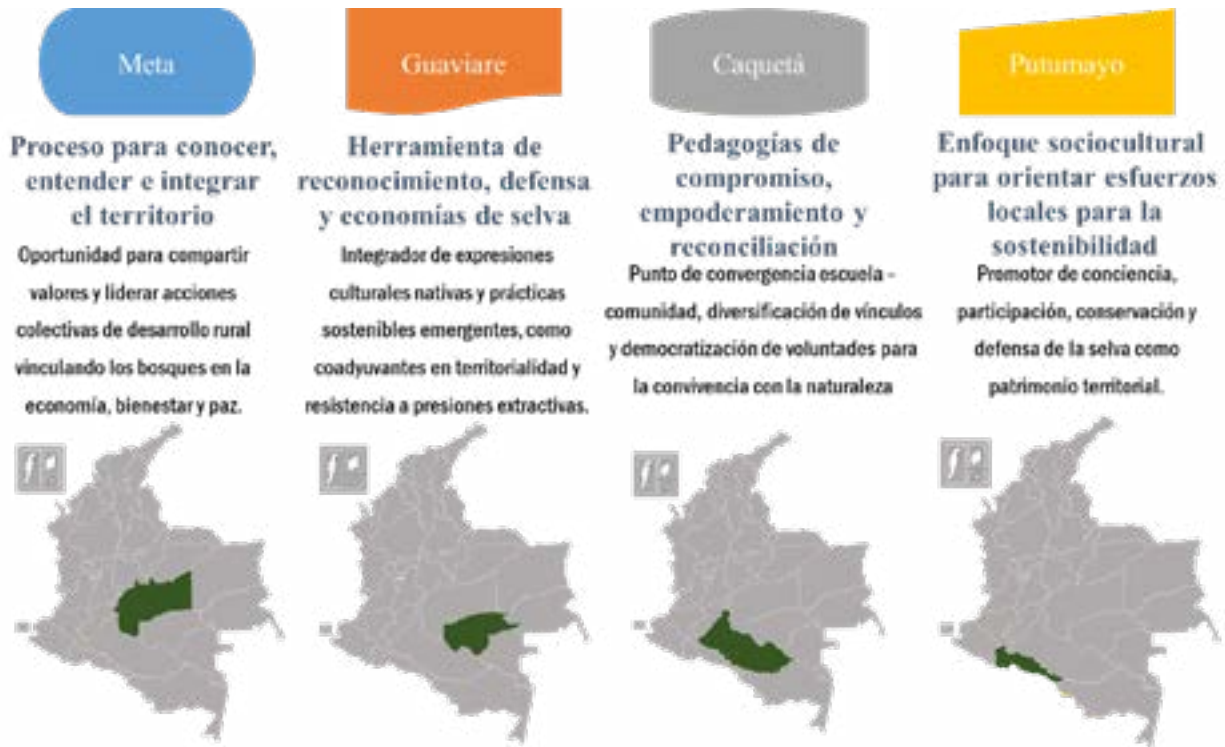 Meta
Proceso para conocer,
entender e integrar
el territorio
Oportunidad para compartir
valores y liderar acciones
colectivas de desarrollo rural
vinculando los bosques en la
economía, bienestar y paz.
Guaviare
Herramienta de
reconocimiento, defensa
y economías de selva
Integrador de expresiones
culturales nativas y prácticas
sostenibles emergentes, como
coadyuvantes en territorialidad y
resistencia a presiones extractivas.
Caquetá
Pedagogías de
compromiso,
empoderamiento y
reconciliación
Punto de convergencia escuela –
comunidad, diversificación de vínculos
y democratización de voluntades para
la convivencia con la naturaleza
Putumayo
Enfoque sociocultural
para orientar esfuerzos
locales para la
sostenibilidad
Promotor de conciencia,
participación, conservación y
defensa de la selva como
patrimonio territorial.